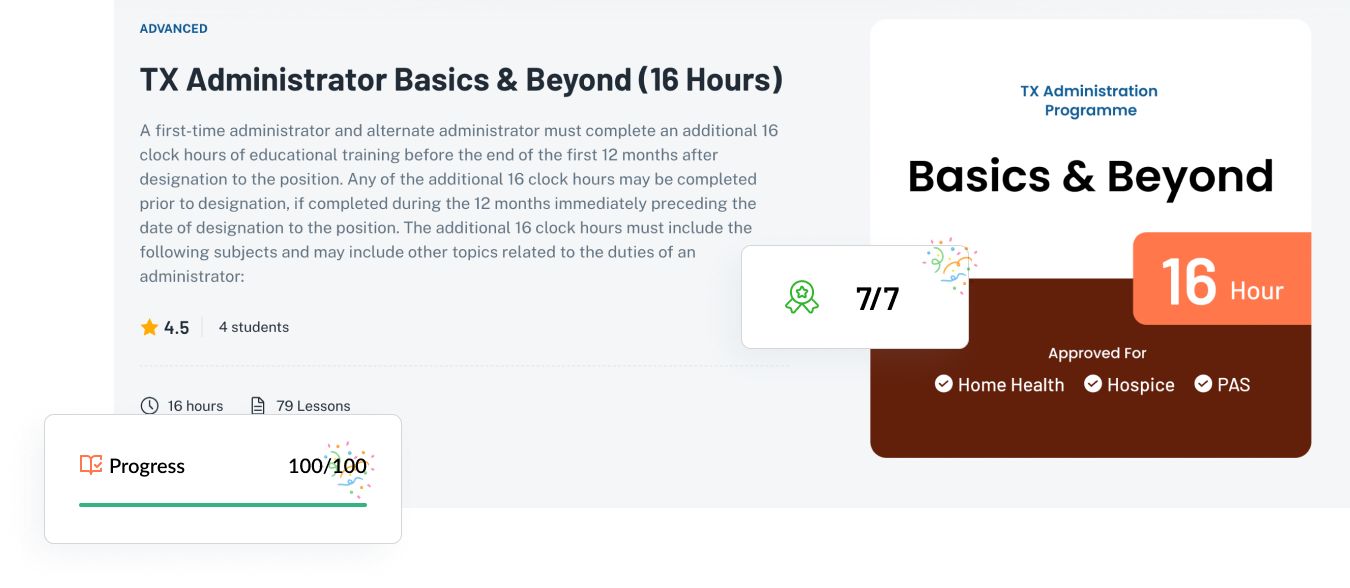 ADVANCED
TX Administrator Basics & Beyond (16 Hours)
A first-time administrator and alternate administrator must complete an additional 16
clock hours of educational training before the end of the first 12 months after
designation to the position. Any of the additional 16 clock hours may be completed
prior to designation, if completed during the 12 months immediately preceding the
date of designation to the position. The additional 16 clock hours must include the
following subjects and may include other topics related to the duties of an
administrator:
4.5
4 students
16 hours
79 Lessons
Progress
100/100
7/7
TX Administration
Programme
Basics & Beyond
16 Hour
Approved For
Home Health
Hospice
PAS